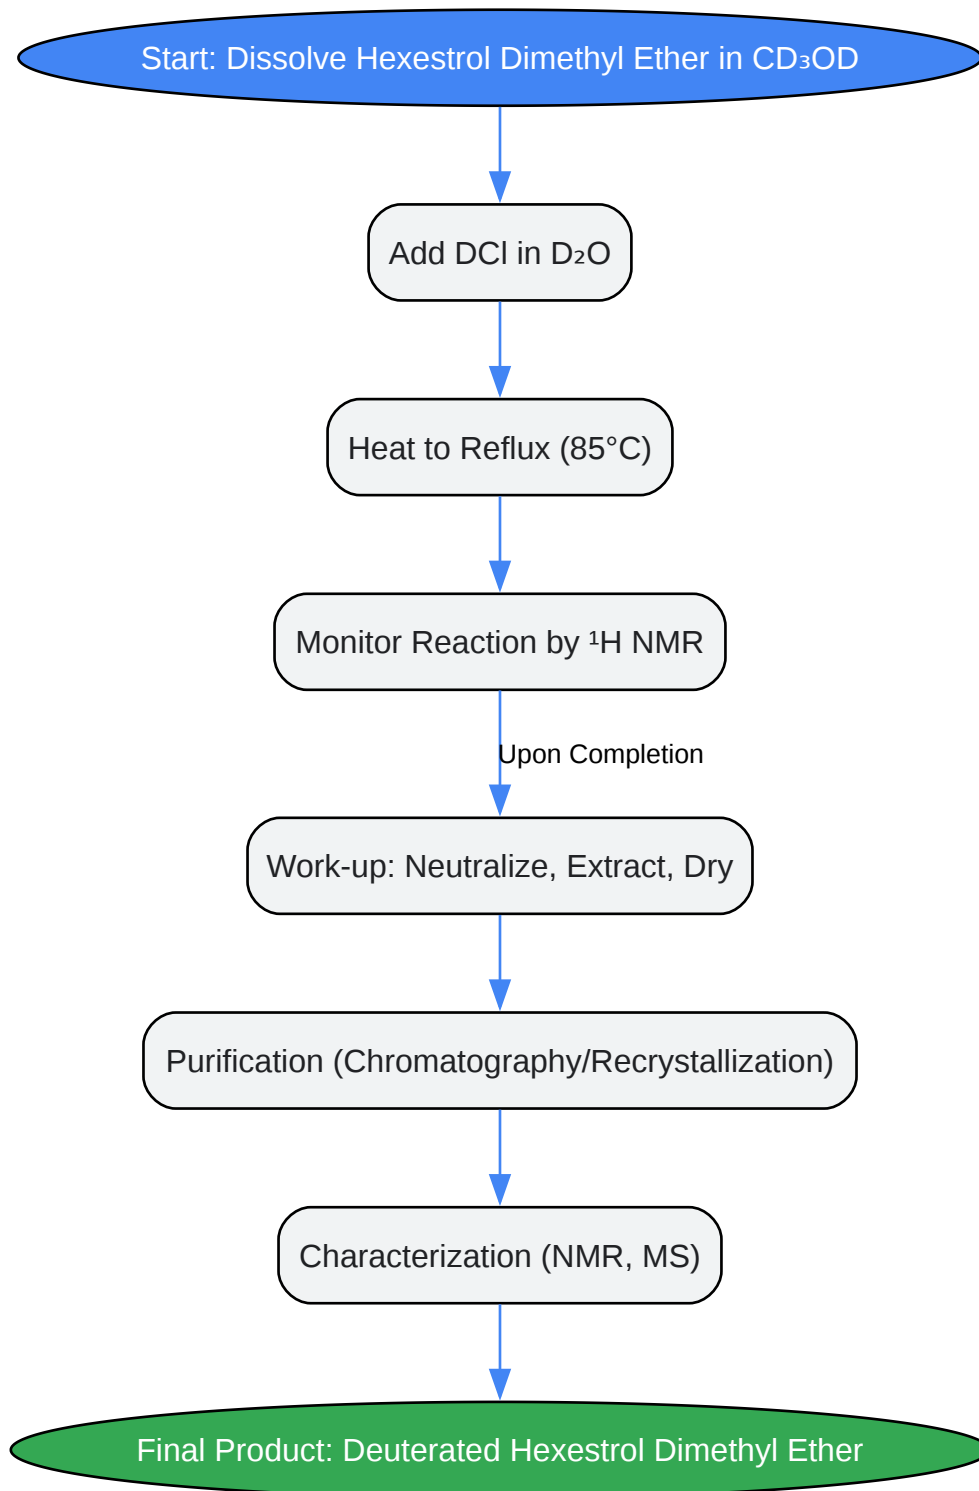 Start: Dissolve Hexestrol Dimethyl Ether in CD₃OD
Add DCl in D₂O
Heat to Reflux (85°C)
Monitor Reaction by ¹H NMR
Upon Completion
Work-up: Neutralize, Extract, Dry
Purification (Chromatography/Recrystallization)
Characterization (NMR, MS)
Final Product: Deuterated Hexestrol Dimethyl Ether